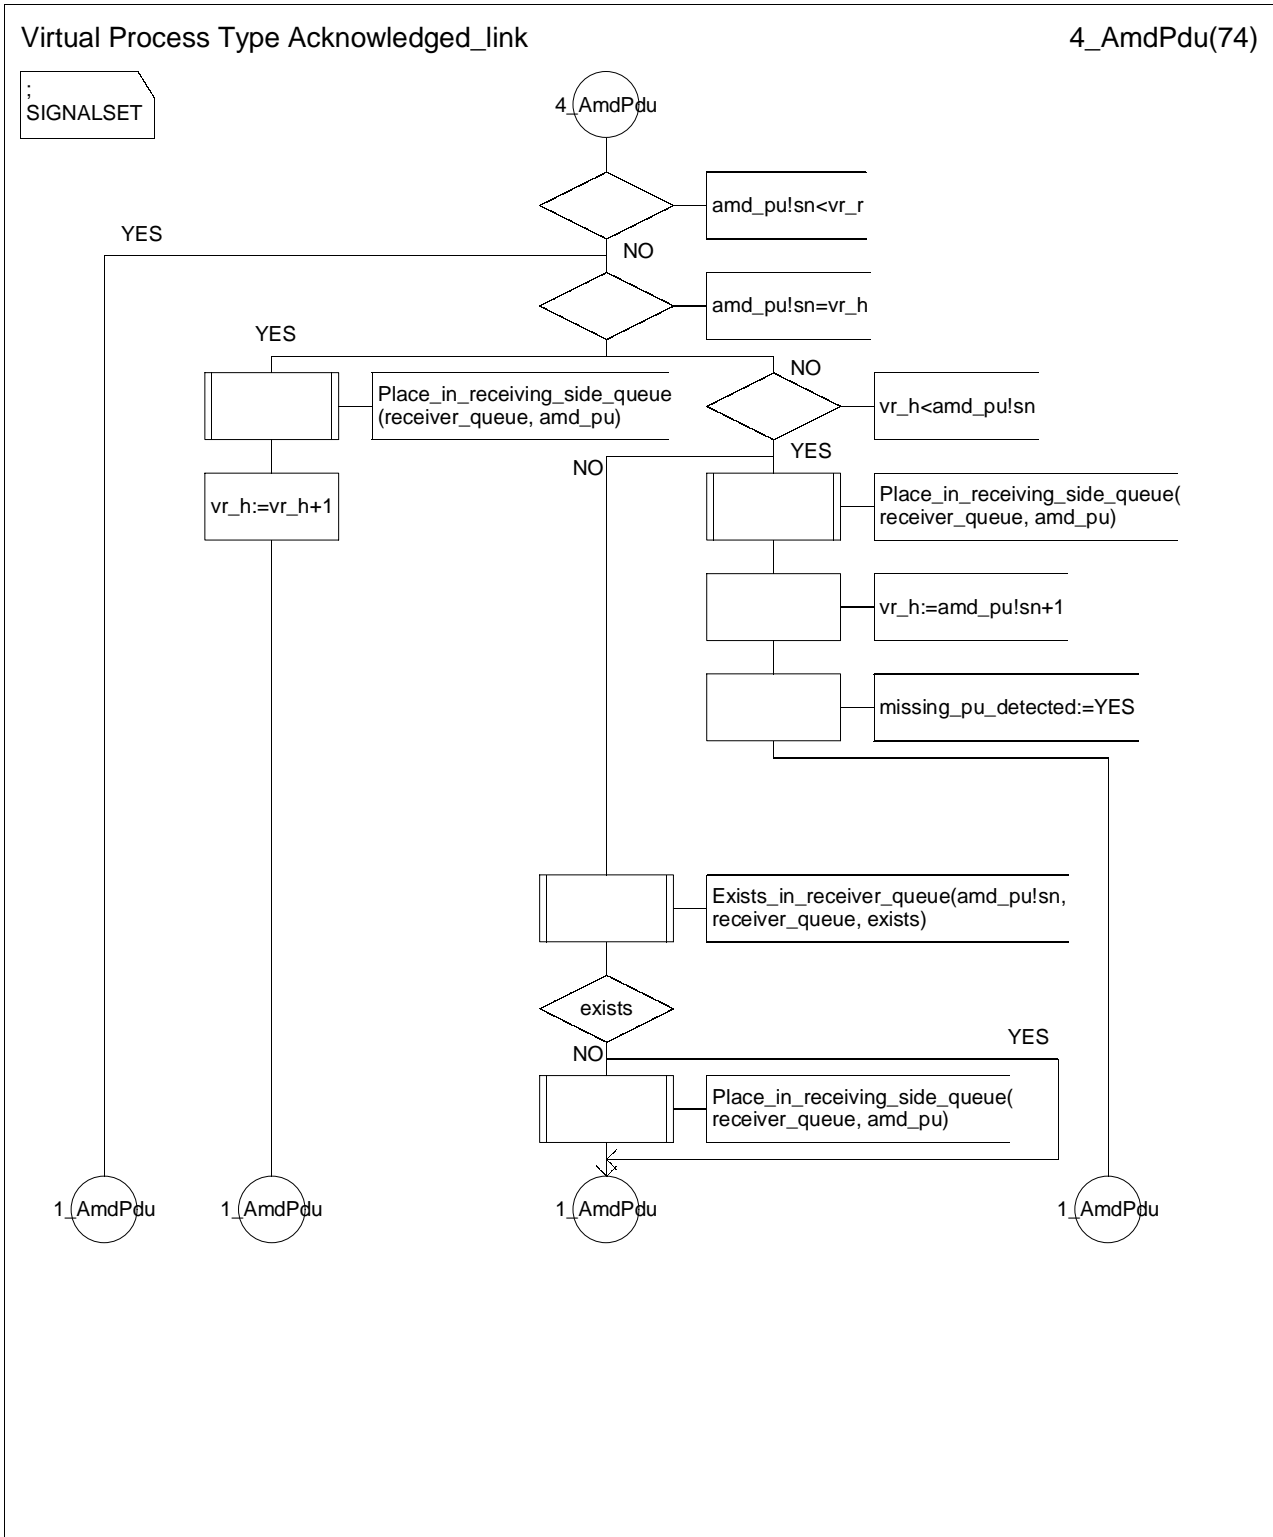 Virtual Process Type Acknowledged_link
4_AmdPdu(74)
;
SIGNALSET
4_AmdPdu
amd_pu!sn<vr_r
YES
NO
amd_pu!sn=vr_h
YES
NO
Place_in_receiving_side_queue
(receiver_queue, amd_pu)
vr_h<amd_pu!sn
NO
YES
vr_h:=vr_h+1
Place_in_receiving_side_queue(
receiver_queue, amd_pu)
vr_h:=amd_pu!sn+1
missing_pu_detected:=YES
Exists_in_receiver_queue(amd_pu!sn,
receiver_queue, exists)
exists
NO
YES
Place_in_receiving_side_queue(
receiver_queue, amd_pu)
1_AmdPdu
1_AmdPdu
1_AmdPdu
1_AmdPdu